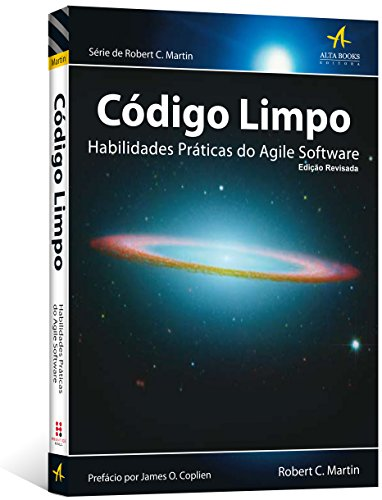 Série de Robert C. Martin
ALTA BOOKS
EDITORA
Código Limpo
Habilidades Práticas do Agile Software
Edição Revisada
Prefácio por James O. Coplien
Robert C. Martin
Martin
Código Limpo
Habilidades Práticas
do Agile Software